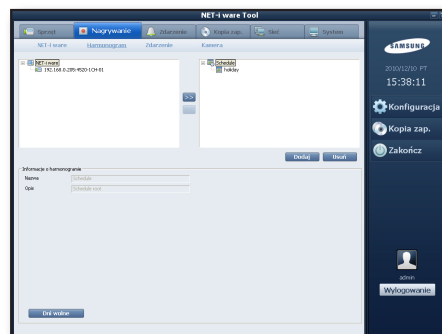 NET-i ware Tool
Sprzęt
Nagrywanie
Zdarzenie
Kopia zap.
Sieć
System
NET-i ware
Harmonogram
Zdarzenie
Kamera
NET-i ware
192.168.0.205-4520-1CH-01
Schedule
holiday
>>
Dodaj
Usuń
Informacje o harmonogramie
Nazwa
Schedule
Opis
Schedule root
Dni wolne
SAMSUNG
2010/12/10 PT
15:38:11
Konfiguracja
Kopia zap.
Zakończ
admin
Wylogowanie